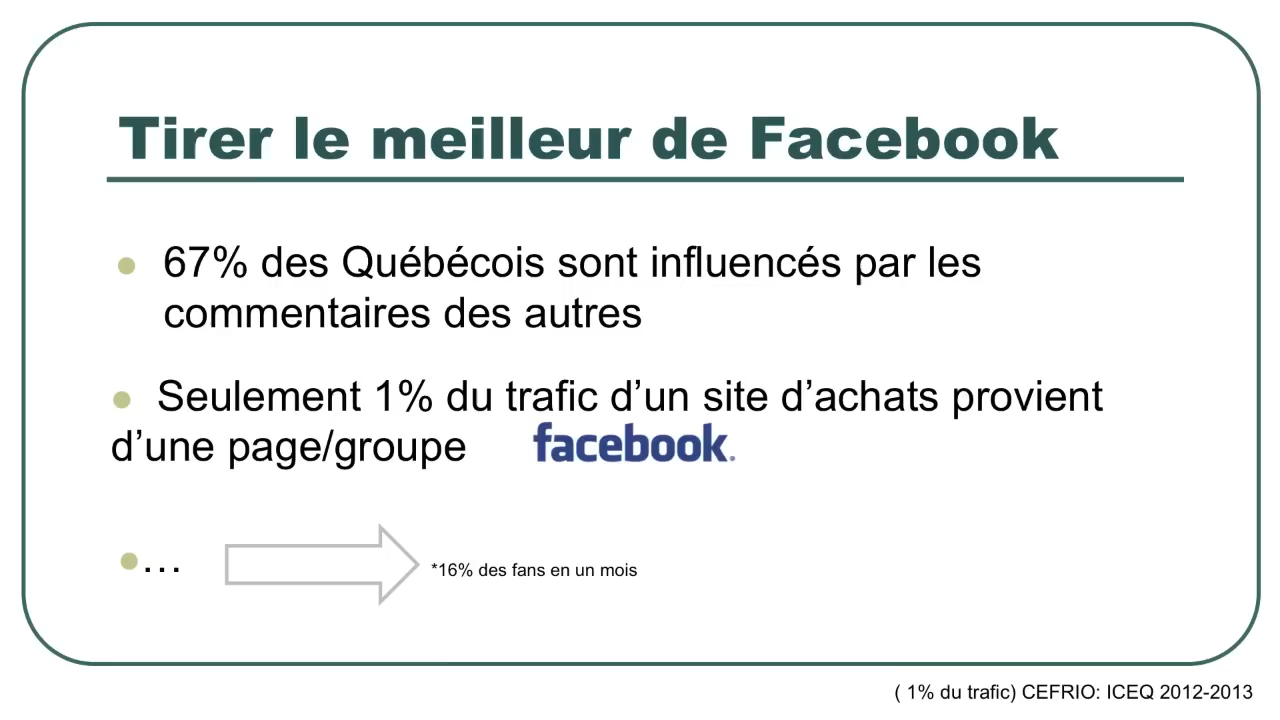 Tirer le meilleur de Facebook
67% des Québécois sont influencés par les
commentaires des autres
Seulement 1% du trafic d’un site d’achats provient
d’une page/groupe facebook.
…
*16% des fans en un mois
( 1% du trafic) CEFRIO: ICEQ 2012-2013